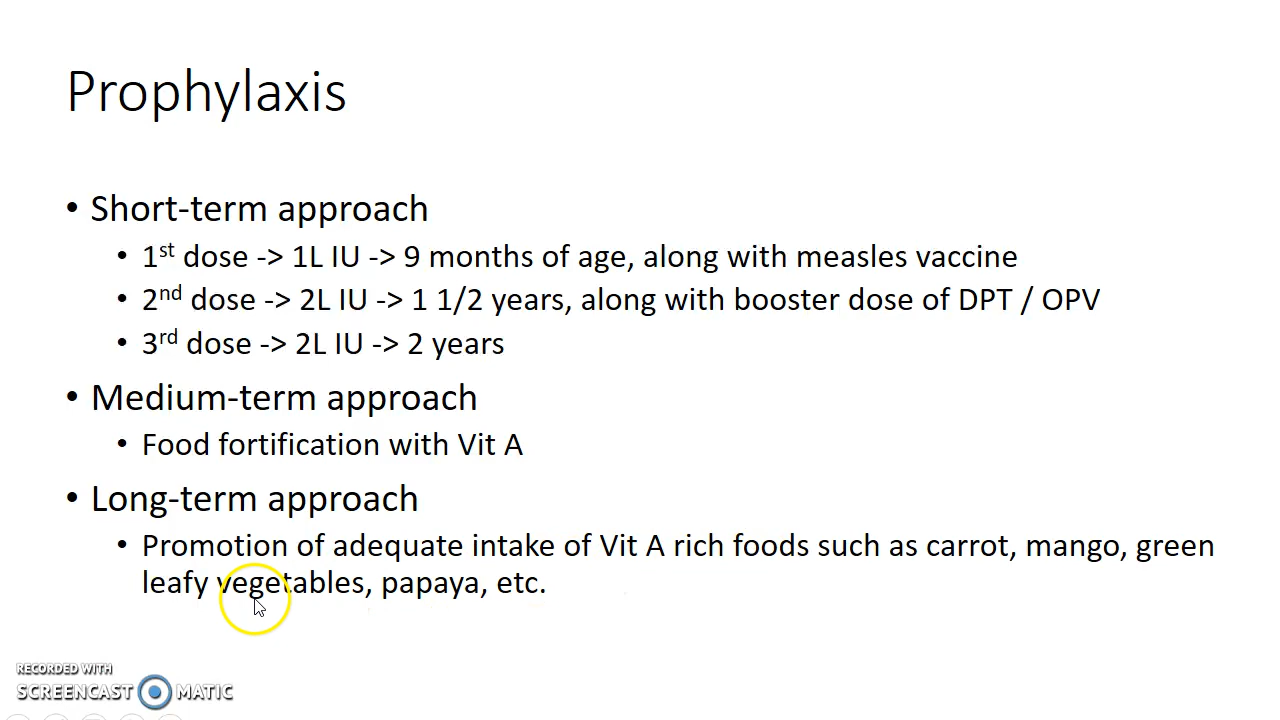 Prophylaxis
• Short-term approach
• 1st dose -> 1L IU -> 9 months of age, along with measles vaccine
• 2nd dose -> 2L IU -> 1 1/2 years, along with booster dose of DPT / OPV
• 3rd dose -> 2L IU -> 2 years
• Medium-term approach
• Food fortification with Vit A
• Long-term approach
• Promotion of adequate intake of Vit A rich foods such as carrot, mango, green
leafy vegetables, papaya, etc.
RECORDED WITH
SCREENCAST MATIC